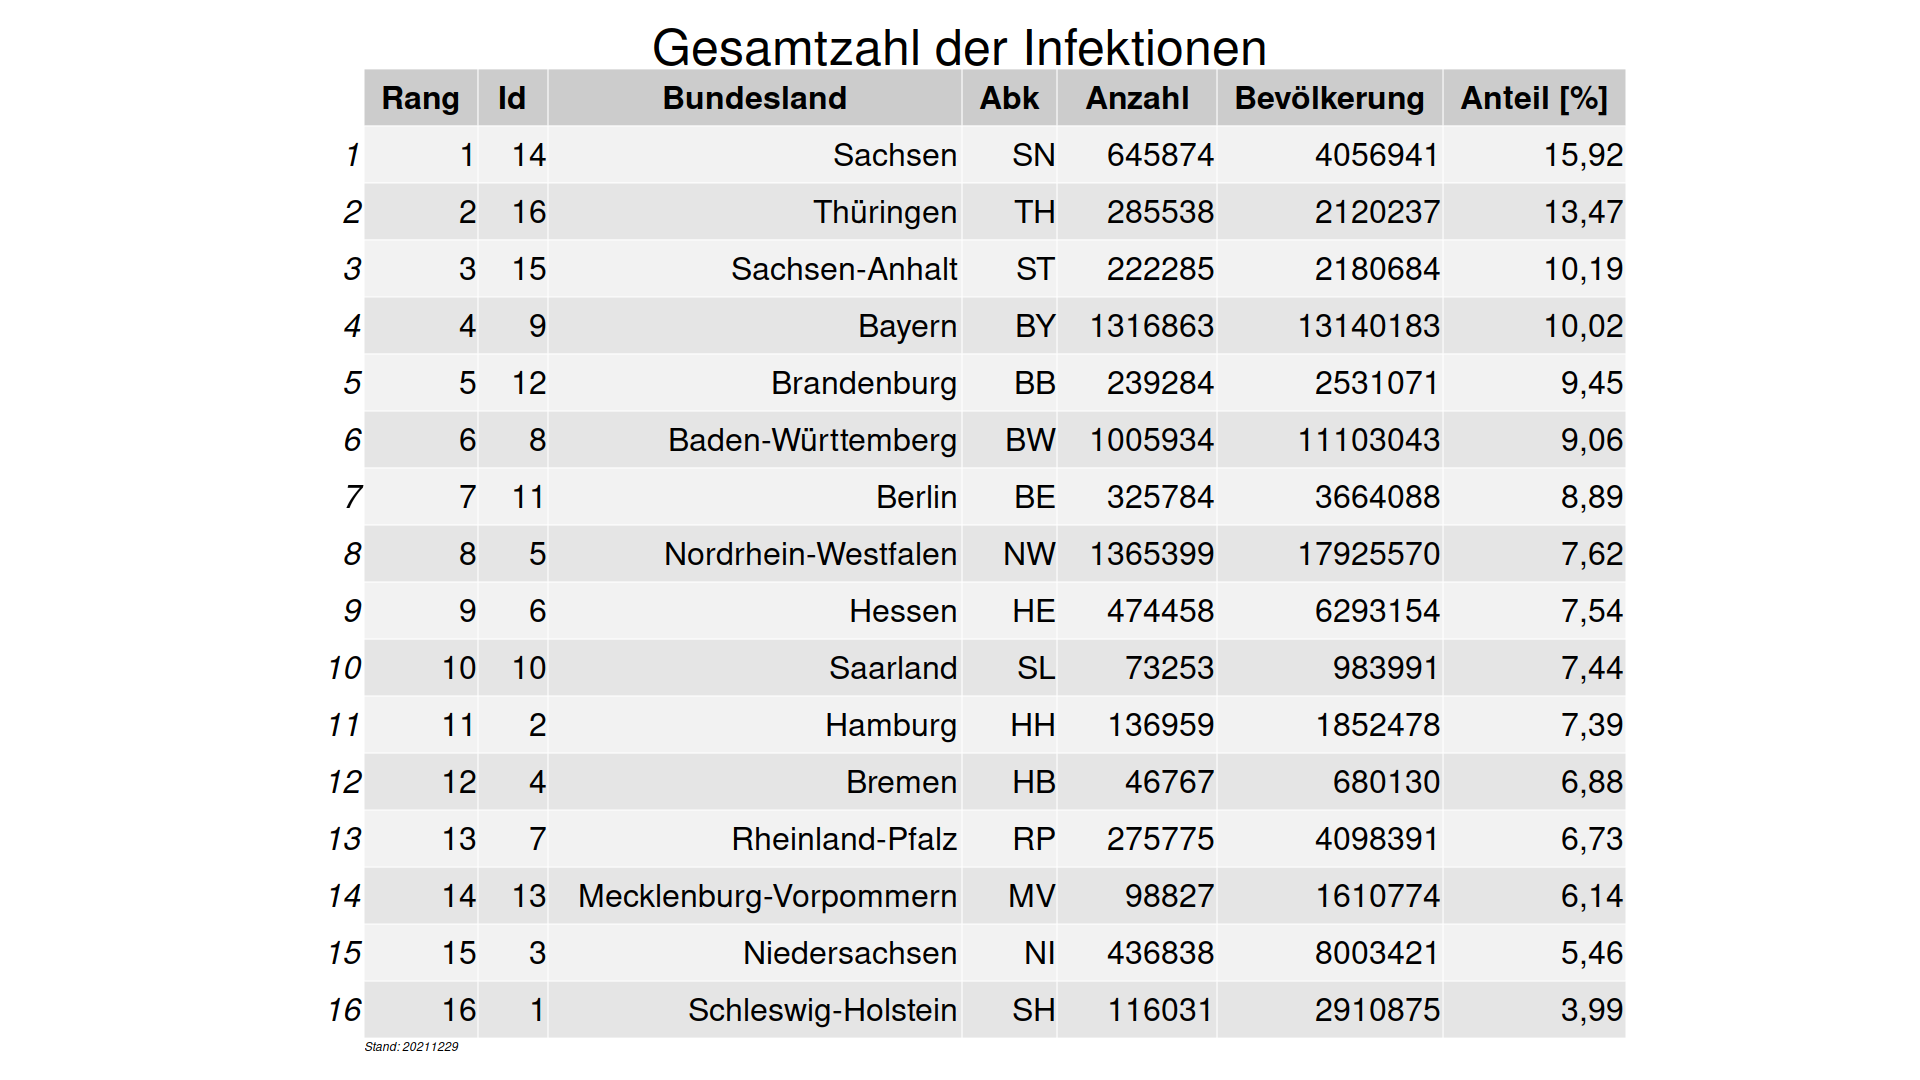 Gesamtzahl der Infektionen
Rang Id Bundesland Abk Anzahl Bevölkerung Anteil [%]
1 1 14 Sachsen SN 645874 4056941 15,92
2 2 16 Thüringen TH 285538 2120237 13,47
3 3 15 Sachsen-Anhalt ST 222285 2180684 10,19
4 4 9 Bayern BY 1316863 13140183 10,02
5 5 12 Brandenburg BB 239284 2531071 9,45
6 6 8 Baden-Württemberg BW 1005934 11103043 9,06
7 7 11 Berlin BE 325784 3664088 8,89
8 8 5 Nordrhein-Westfalen NW 1365399 17925570 7,62
9 9 6 Hessen HE 474458 6293154 7,54
10 10 10 Saarland SL 73253 983991 7,44
11 11 2 Hamburg HH 136959 1852478 7,39
12 12 4 Bremen HB 46767 680130 6,88
13 13 7 Rheinland-Pfalz RP 275775 4098391 6,73
14 14 13 Mecklenburg-Vorpommern MV 98827 1610774 6,14
15 15 3 Niedersachsen NI 436838 8003421 5,46
16 16 1 Schleswig-Holstein SH 116031 2910875 3,99
Stand: 20211229